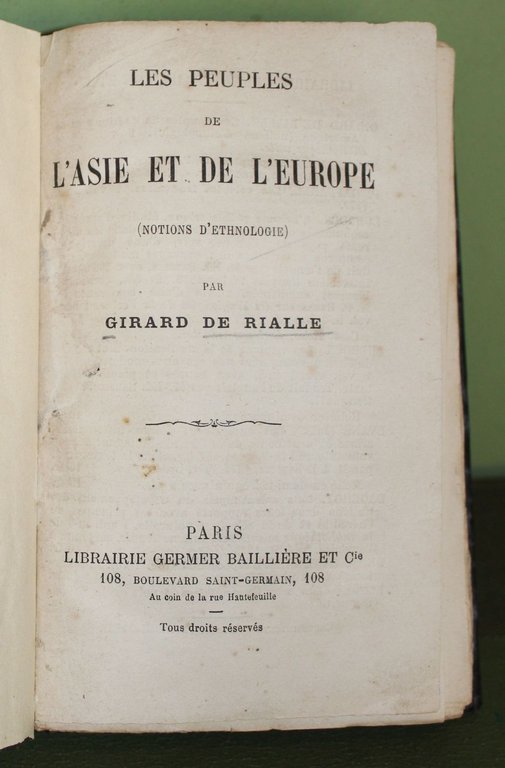 LES PEUPLES
DE
L'ASIE ET DE L'EUROPE
(NOTIONS D'ETHNOLOGIE)
PAR
GIRARD DE RIALLE
PARIS
LIBRAIRIE GERMER BAILLIÈRE ET Cie
108, BOULEVARD SAINT-GERMAIN, 108
Au coin de la rue Hautefeuille
Tous droits réservés